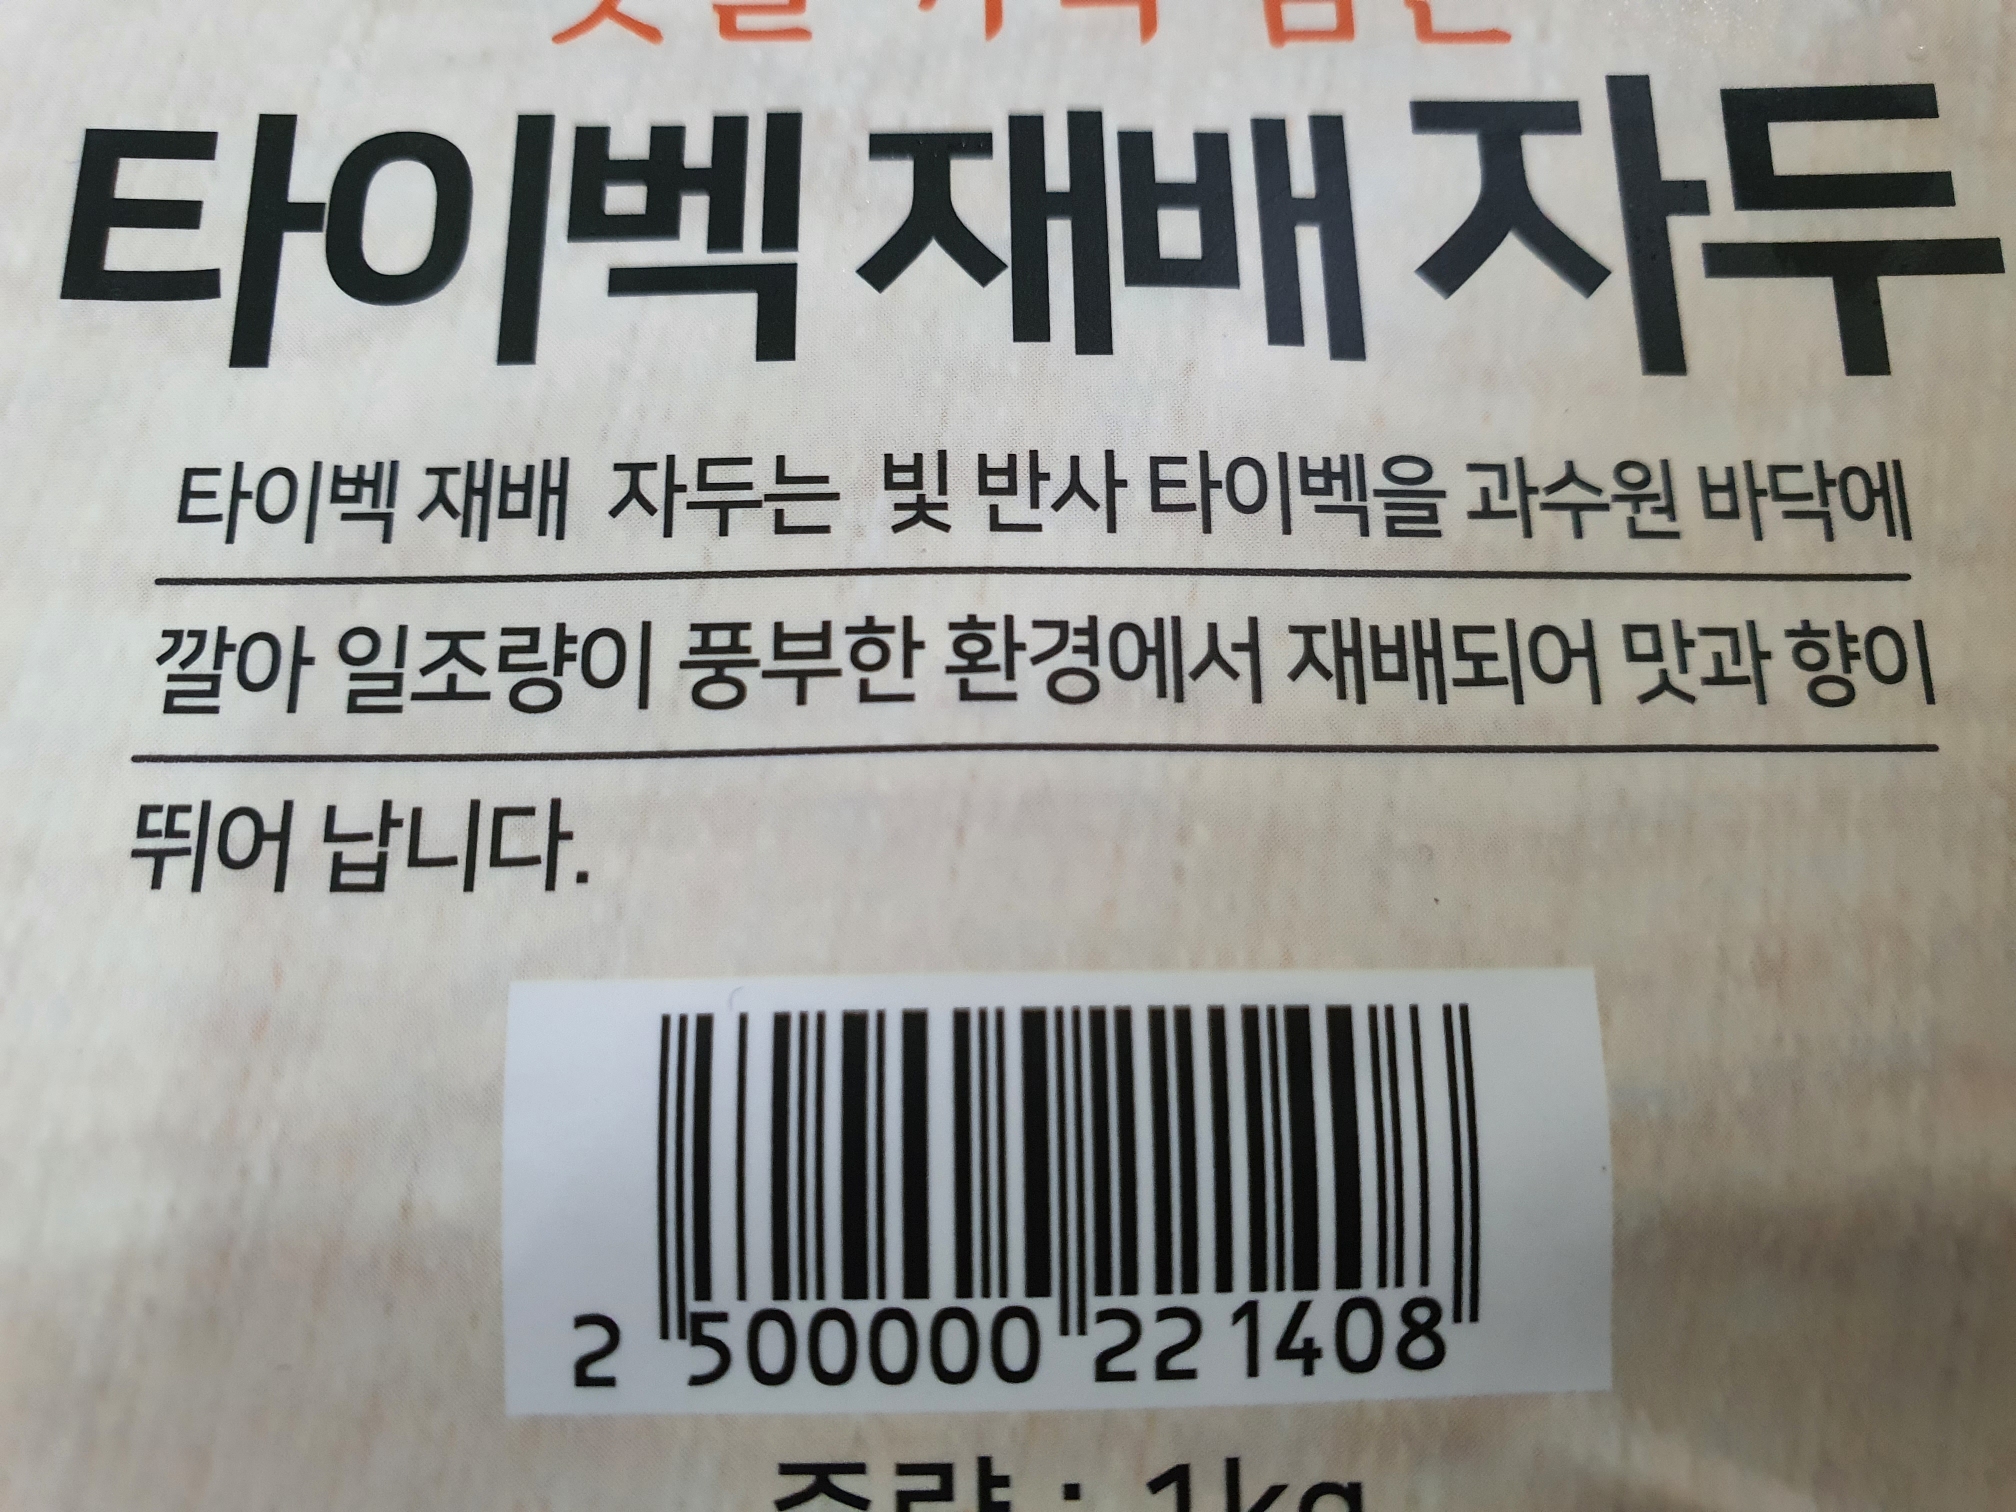 타이벡 재배 자두
타이벡 재배 자두는 빛 반사 타이벡을 과수원 바닥에
깔아 일조량이 풍부한 환경에서 재배되어 맛과 향이
뛰어 납니다.
2 500000 221408
중량 : 1kg